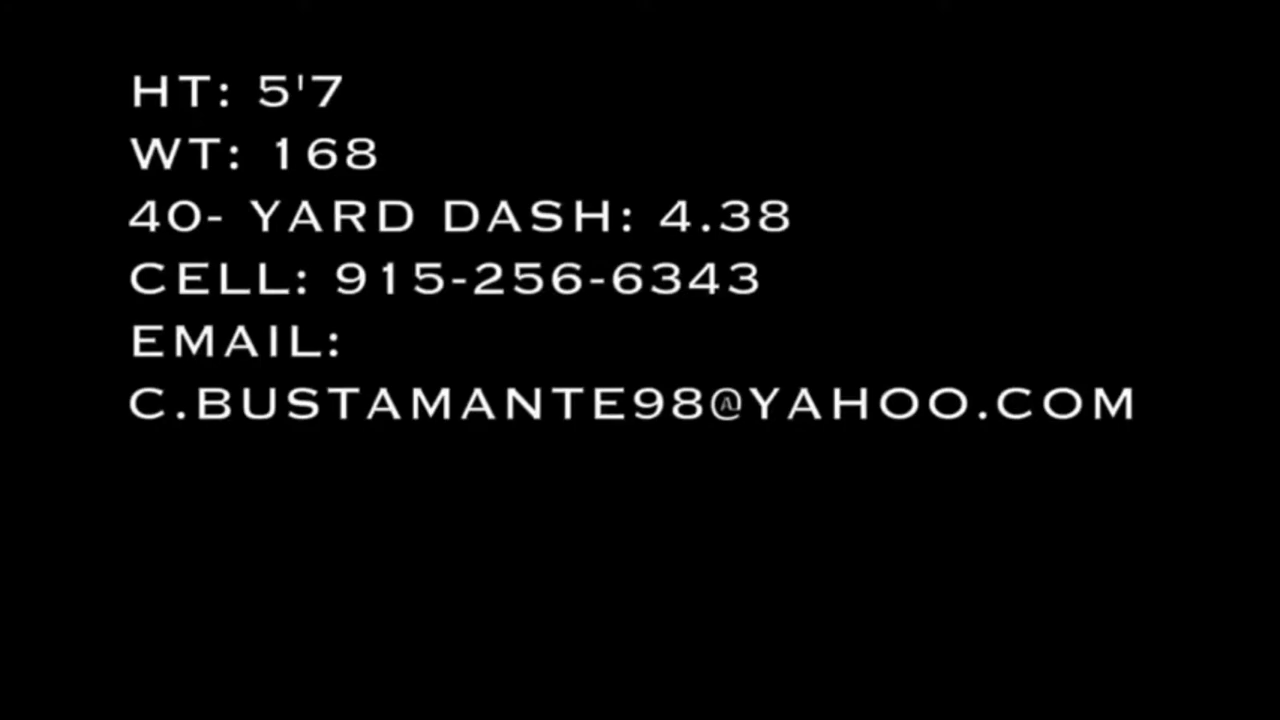 HT: 5'7
WT: 168
40- YARD DASH: 4.38
CELL: 915-256-6343
EMAIL:
C.BUSTAMANTE98@YAHOO.COM